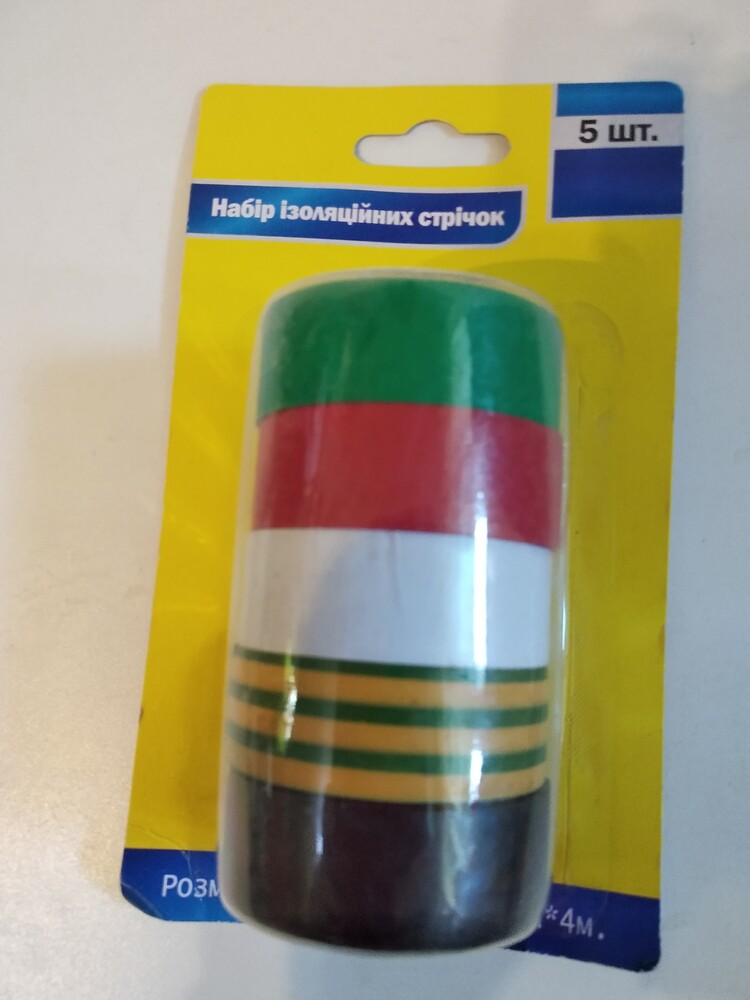 5 шт.
Набір ізоляційних стрічок
*4м.